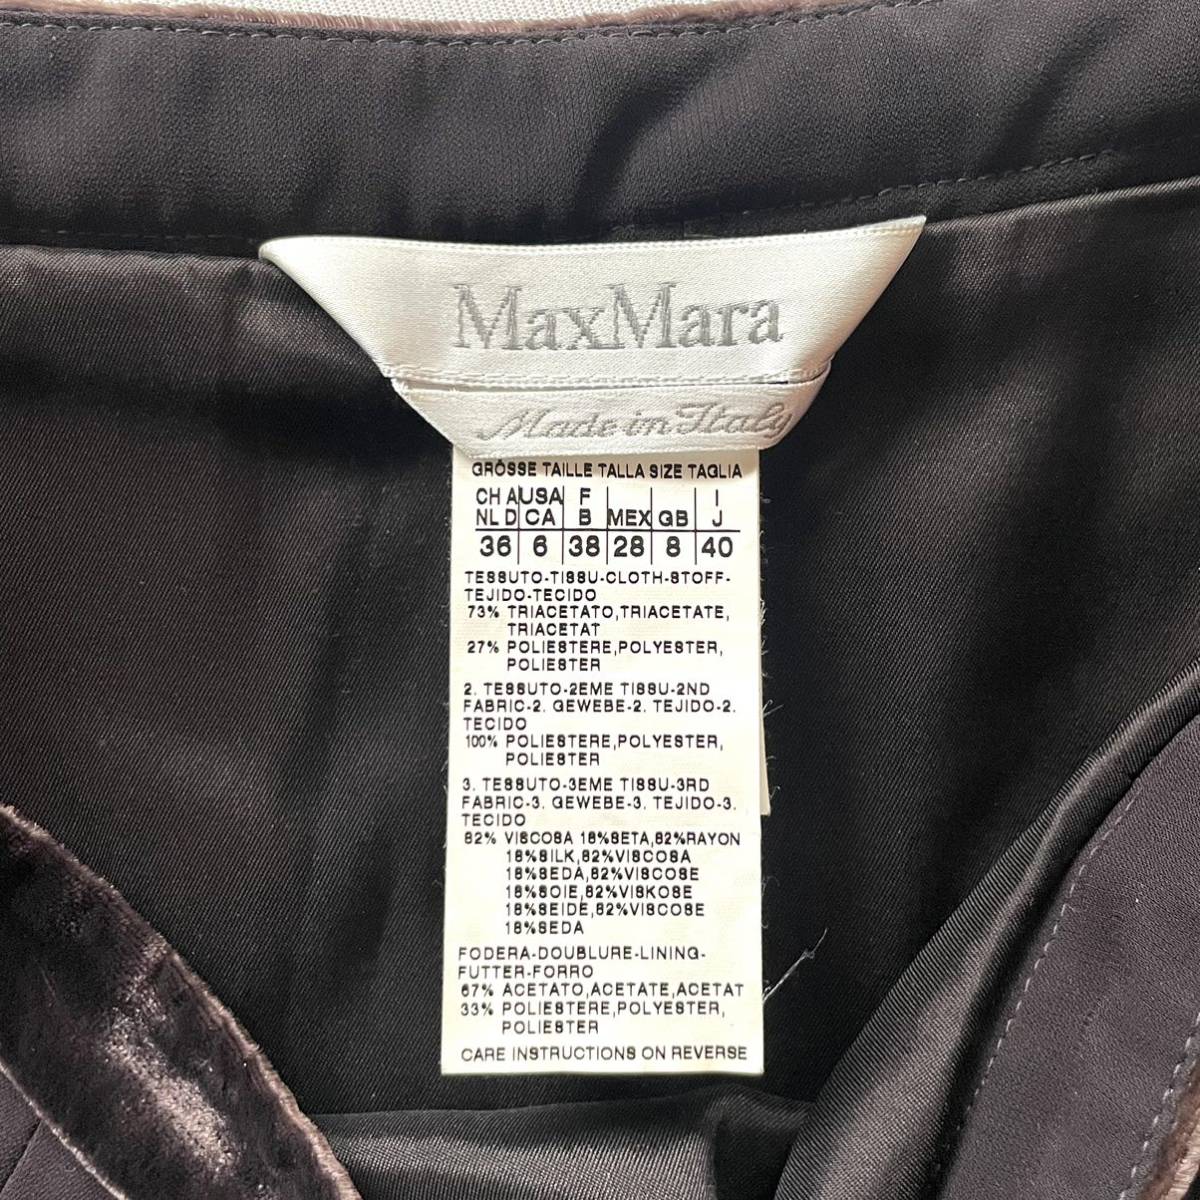 MaxMara
Made in Italy
GRÖSSE TAILLE TALLA SIZE TAGLIA
CH A USA F I
NL D CA B MEX GB J
36 6 38 28 8 40
TESSUTO-TISSU-CLOTH-STOFF-
TEJIDO-TECIDO
73% TRIACETATO,TRIACETATE,
TRIACETAT
27% POLIESTERE,POLYESTER,
POLIESTER
2. TESSUTO-2EME TISSU-2ND
FABRIC-2. GEWEBE-2. TEJIDO-2.
TECIDO
100% POLIESTERE,POLYESTER,
POLIESTER
3. TESSUTO-3EME TISSU-3RD
FABRIC-3. GEWEBE-3. TEJIDO-3.
TECIDO
82% VISCOSA 18%SETA,82%RAYON
18%SILK,82%VISCOSA
18%SEDA,82%VISCOSE
18%SOIE,82%VISKOSE
18%SEIDE,82%VISCOSE
18%SEDA
FODERA-DOUBLURE-LINING-
FUTTER-FORRO
67% ACETATO,ACETATE,ACETAT
33% POLIESTERE,POLYESTER,
POLIESTER
CARE INSTRUCTIONS ON REVERSE